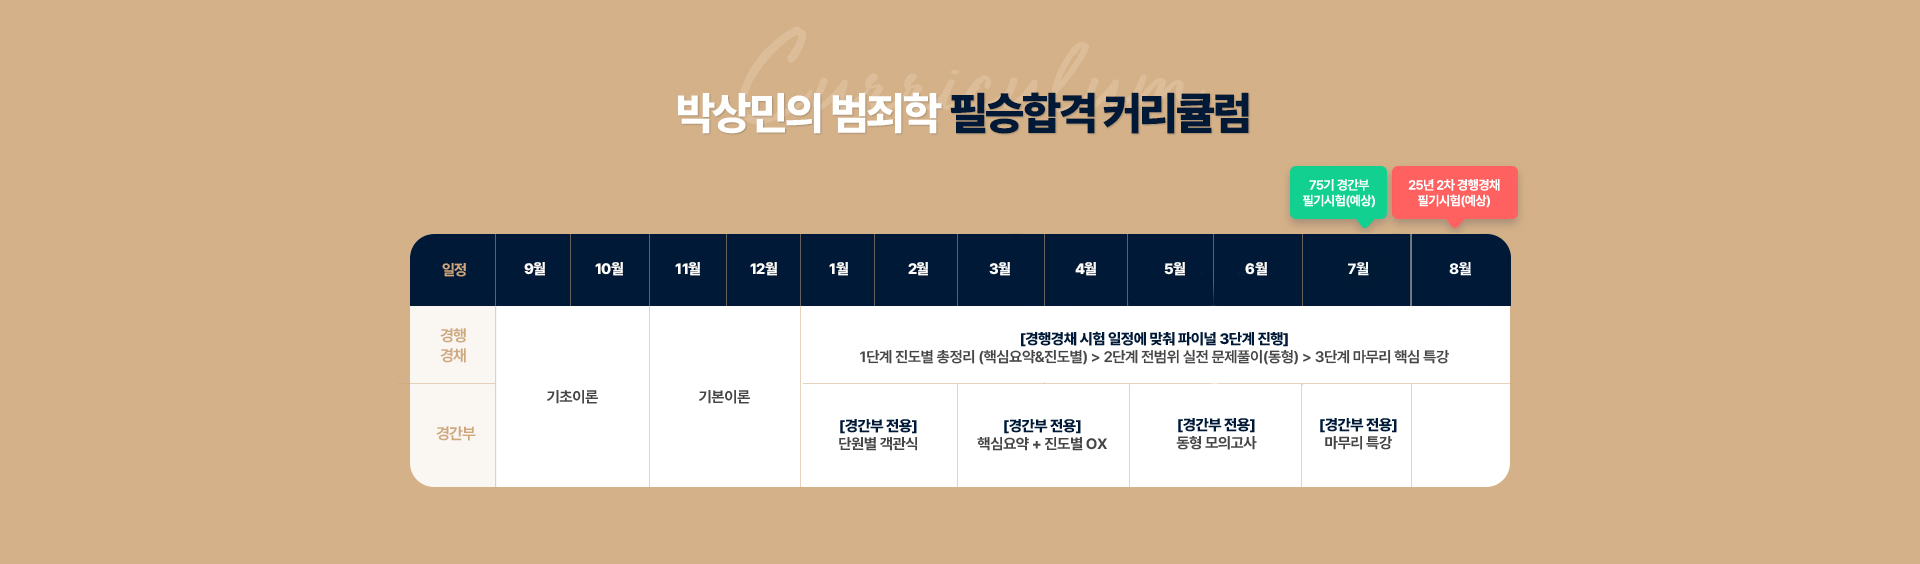 Curriculum
박상민의 범죄학 필승합격 커리큘럼
75기 경간부
필기시험(예상)
25년 2차 경행경채
필기시험(예상)
일정 9월 10월 11월 12월 1월 2월 3월 4월 5월 6월 7월 8월
경행
경채
[경행경채 시험 일정에 맞춰 파이널 3단계 진행]
1단계 진도별 총정리 (핵심요약&진도별) > 2단계 전범위 실전 문제풀이(동형) > 3단계 마무리 핵심 특강
기초이론
기본이론
경간부
[경간부 전용]
단원별 객관식
[경간부 전용]
핵심요약 + 진도별 OX
[경간부 전용]
동형 모의고사
[경간부 전용]
마무리 특강